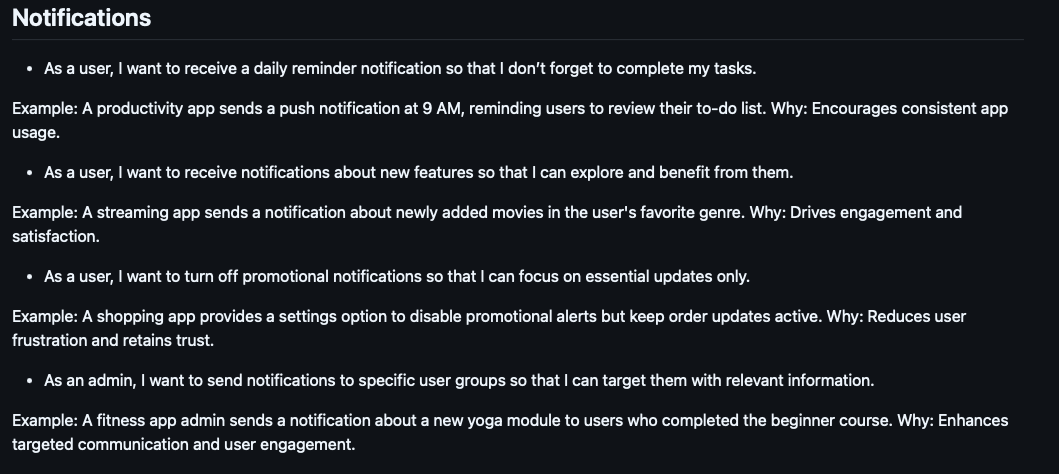 Notifications
• As a user, I want to receive a daily reminder notification so that I don’t forget to complete my tasks.
Example: A productivity app sends a push notification at 9 AM, reminding users to review their to-do list. Why: Encourages consistent app
usage.
• As a user, I want to receive notifications about new features so that I can explore and benefit from them.
Example: A streaming app sends a notification about newly added movies in the user's favorite genre. Why: Drives engagement and
satisfaction.
• As a user, I want to turn off promotional notifications so that I can focus on essential updates only.
Example: A shopping app provides a settings option to disable promotional alerts but keep order updates active. Why: Reduces user
frustration and retains trust.
• As an admin, I want to send notifications to specific user groups so that I can target them with relevant information.
Example: A fitness app admin sends a notification about a new yoga module to users who completed the beginner course. Why: Enhances
targeted communication and user engagement.